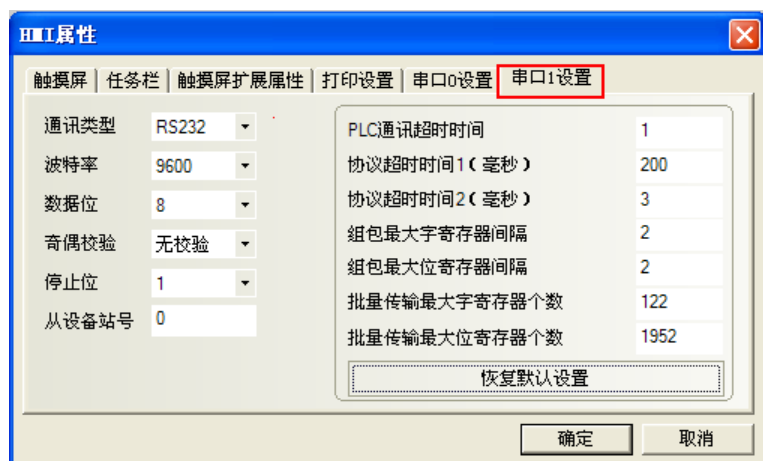 HMI属性
触摸屏 任务栏 触摸屏扩展属性 打印设置 串口0设置 串口1设置
通讯类型 RS232
波特率 9600
数据位 8
奇偶校验 无校验
停止位 1
从设备站号 0
PLC通讯超时时间 1
协议超时时间1(毫秒) 200
协议超时时间2(毫秒) 3
组包最大字寄存器间隔 2
组包最大位寄存器间隔 2
批量传输最大字寄存器个数 122
批量传输最大位寄存器个数 1952
恢复默认设置
确定 取消